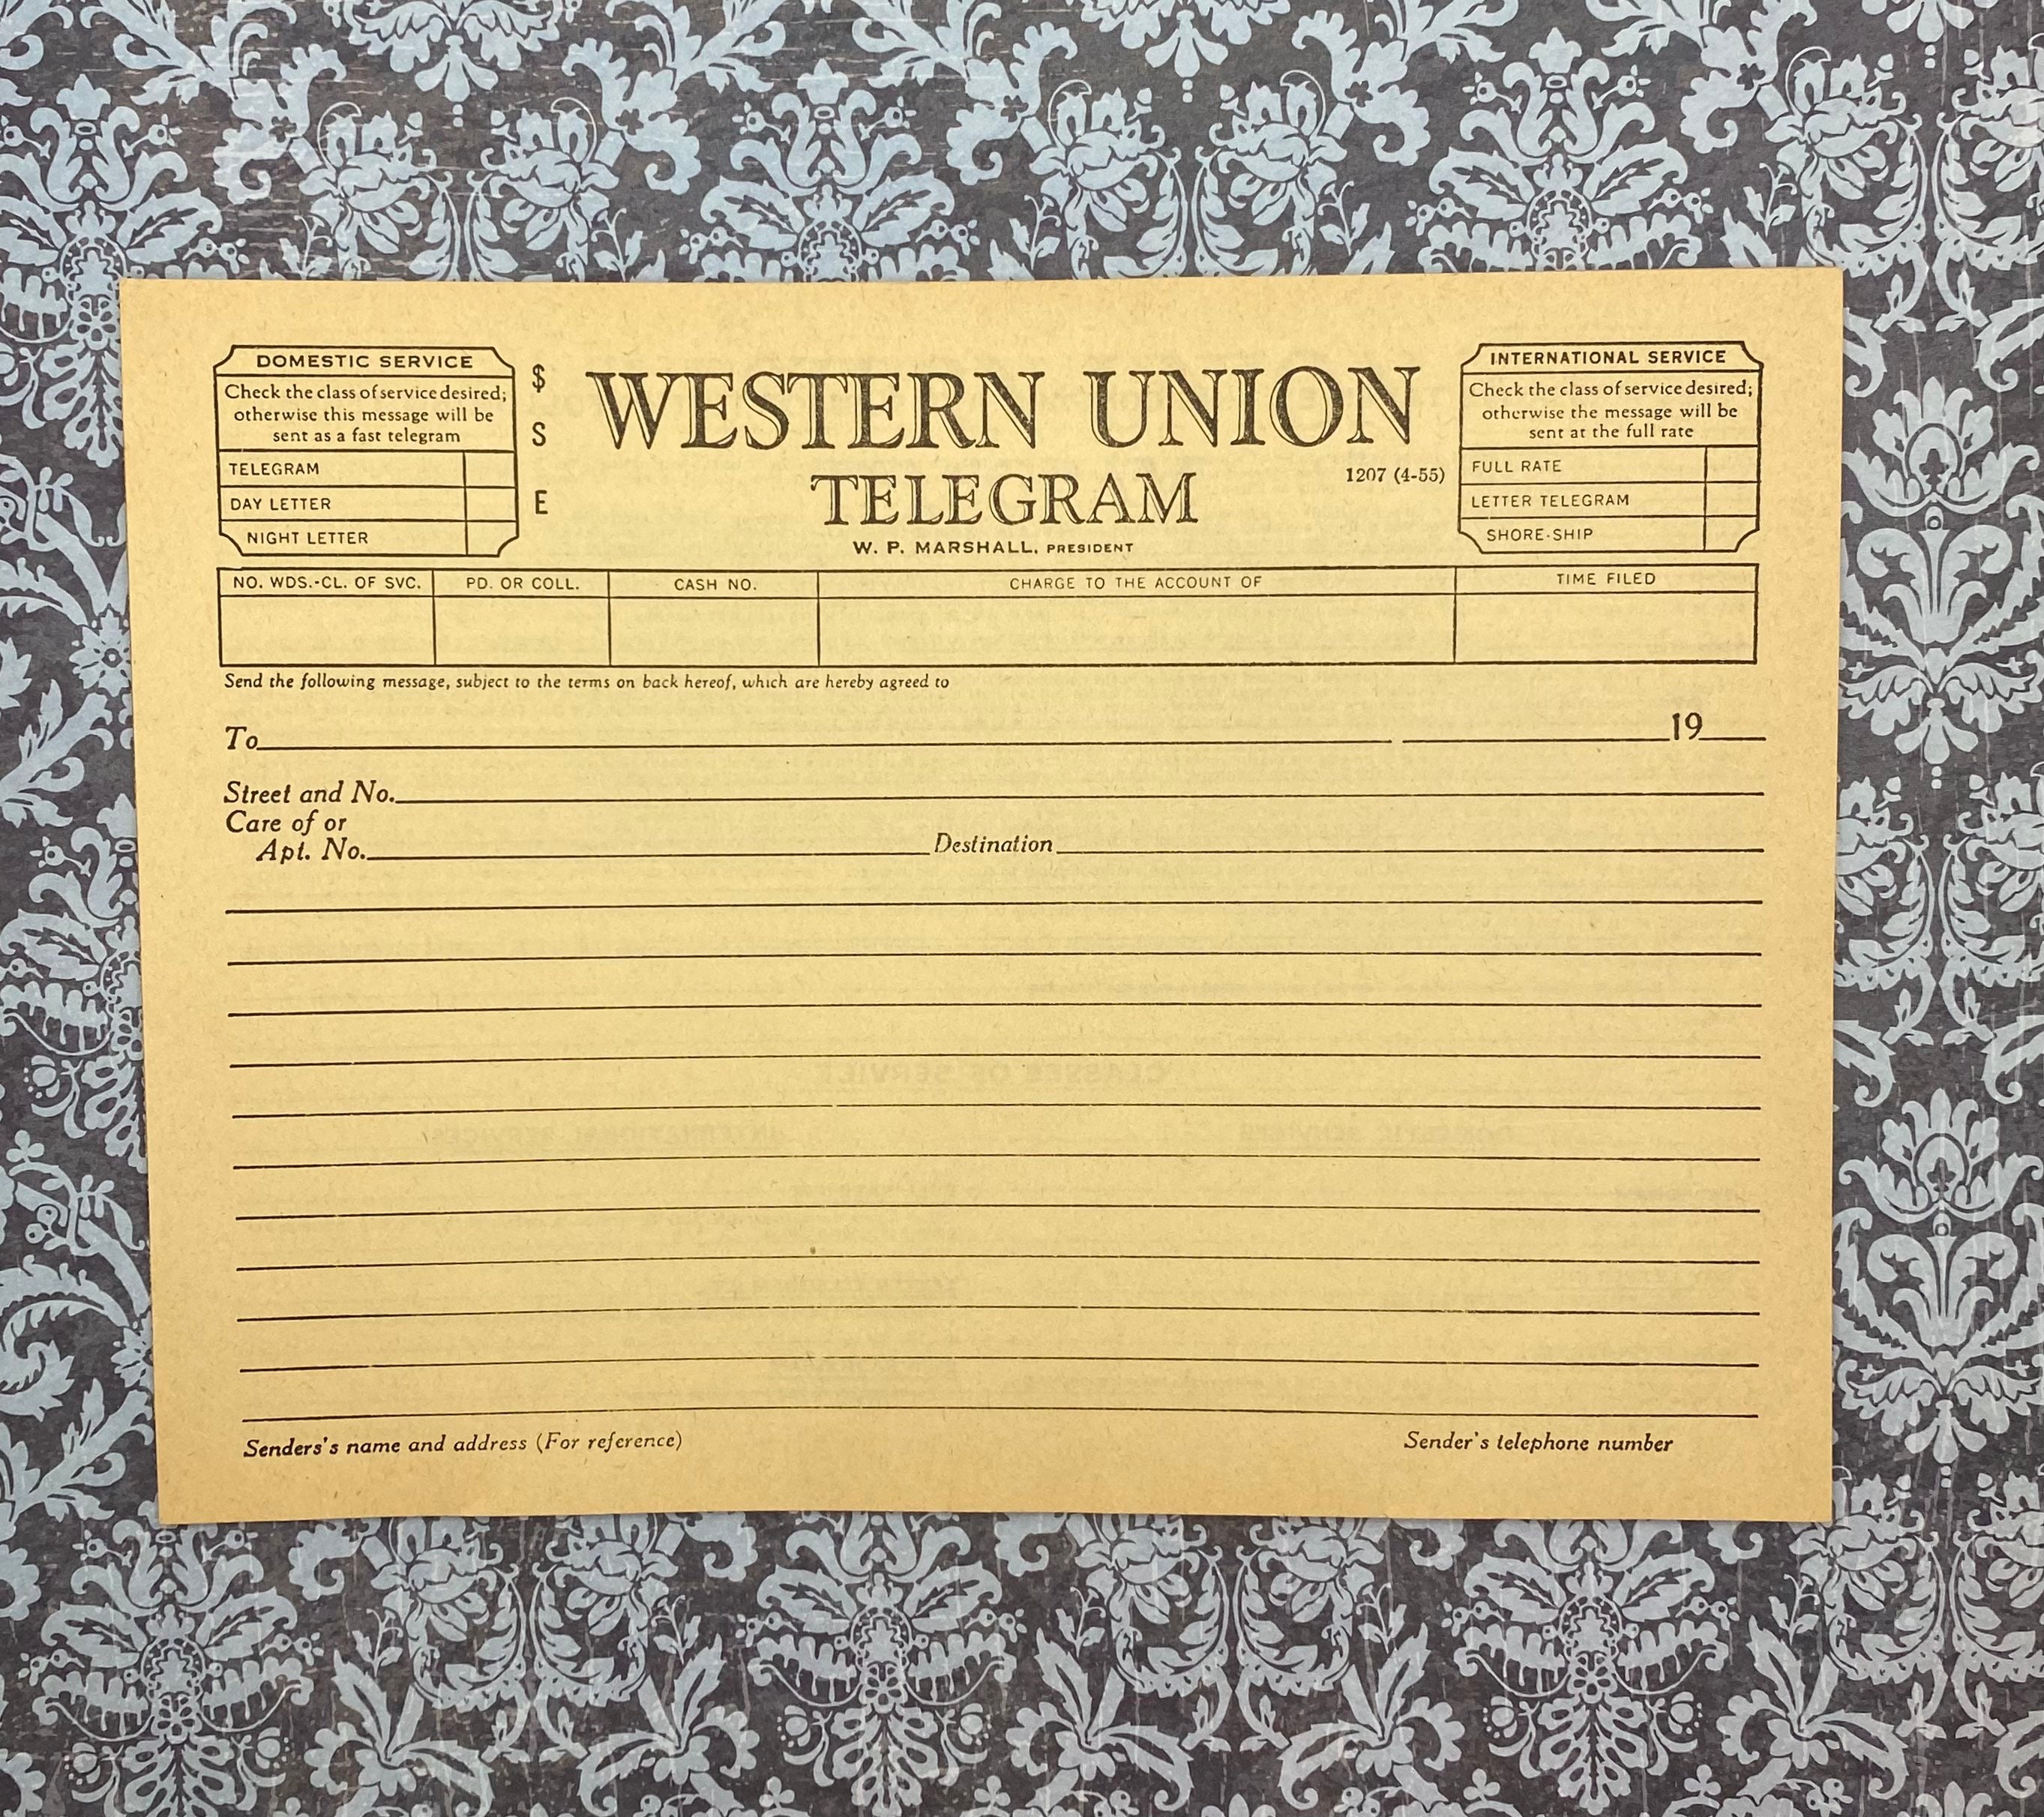 DOMESTIC SERVICE
Check the class of service desired;
otherwise this message will be
sent as a fast telegram
TELEGRAM
DAY LETTER
NIGHT LETTER
$
S
E
WESTERN UNION
TELEGRAM
1207 (4-55)
W. P. MARSHALL, PRESIDENT
INTERNATIONAL SERVICE
Check the class of service desired;
otherwise the message will be
sent at the full rate
FULL RATE
LETTER TELEGRAM
SHORE-SHIP
NO. WDS.-CL. OF SVC. PD. OR COLL. CASH NO. CHARGE TO THE ACCOUNT OF TIME FILED
Send the following message, subject to the terms on back hereof, which are hereby agreed to
To 19
Street and No.
Care of or
Apt. No. Destination
Senders's name and address (For reference) Sender's telephone number